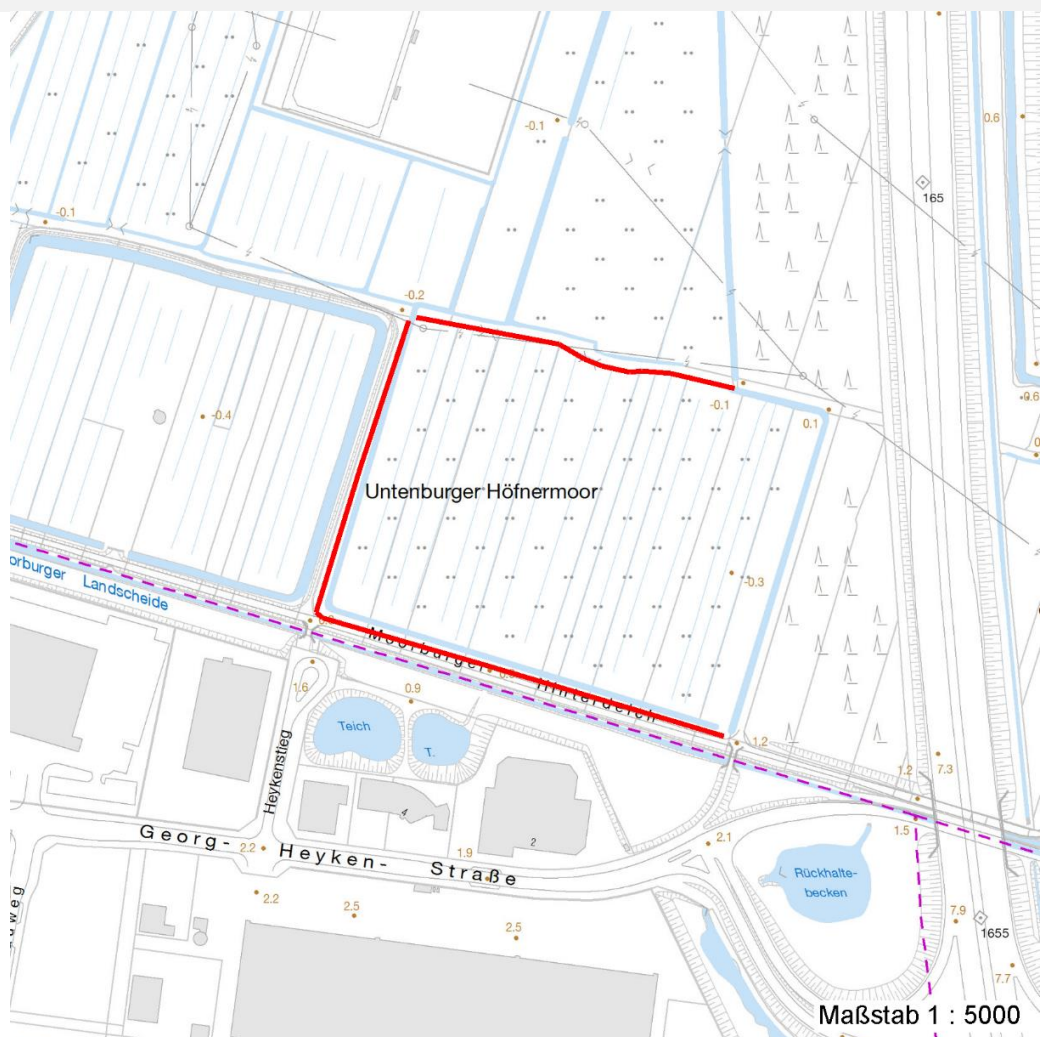 -0.1
0.6
165
-0.1
-0.2
-0.1
0.1
-0.6
-0.4
Untenburger Höfnermoor
orburger Landscheide
-0.3
Moorburger Hinterdeich
1.6
0.9
Teich
T.
1.2
7.3
1.2
1.5
Heykenstieg
4
2
2.1
Georg-Heyken-Straße
2.2
1.9
Rückhalte-
becken
2.2
2.5
2.5
7.9
1655
7.7
Maßstab 1 : 5000